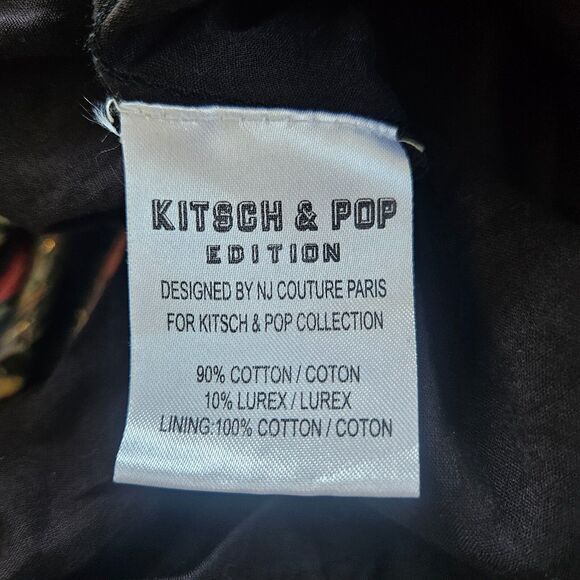 KITSCH & POP
EDITION
DESIGNED BY NJ COUTURE PARIS
FOR KITSCH & POP COLLECTION
90% COTTON / COTON
10% LUREX / LUREX
LINING:100% COTTON / COTON